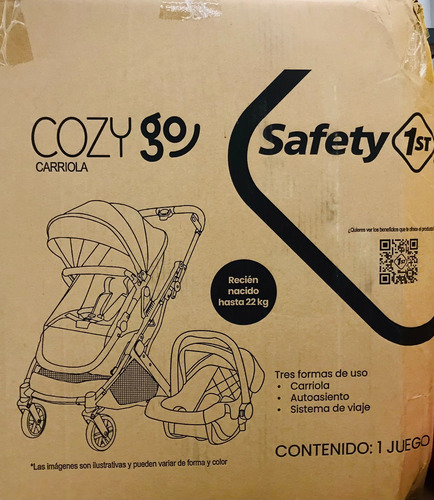 COZY go
CARRIOLA
Safety 1ST
¿Quieres ver los beneficios que te ofrece el producto
1ST
Recién
nacido
hasta 22 kg
Tres formas de uso
• Carriola
• Autoasiento
• Sistema de viaje
CONTENIDO: 1 JUEGO
*Las imágenes son ilustrativas y pueden variar de forma y color